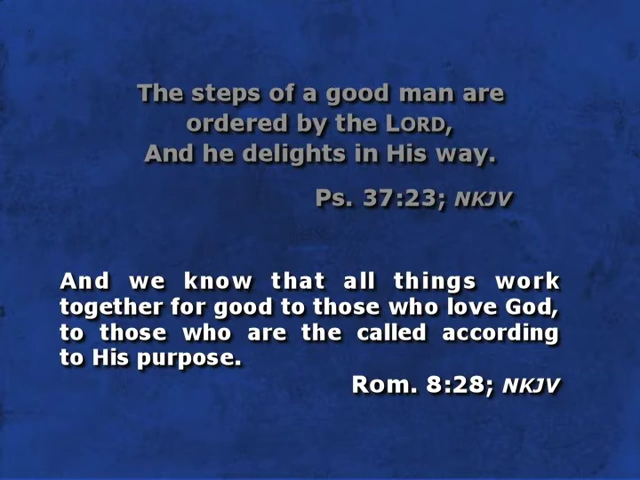 The steps of a good man are
ordered by the LORD,
And he delights in His way.
Ps. 37:23; NKJV
And we know that all things work
together for good to those who love God,
to those who are the called according
to His purpose.
Rom. 8:28; NKJV